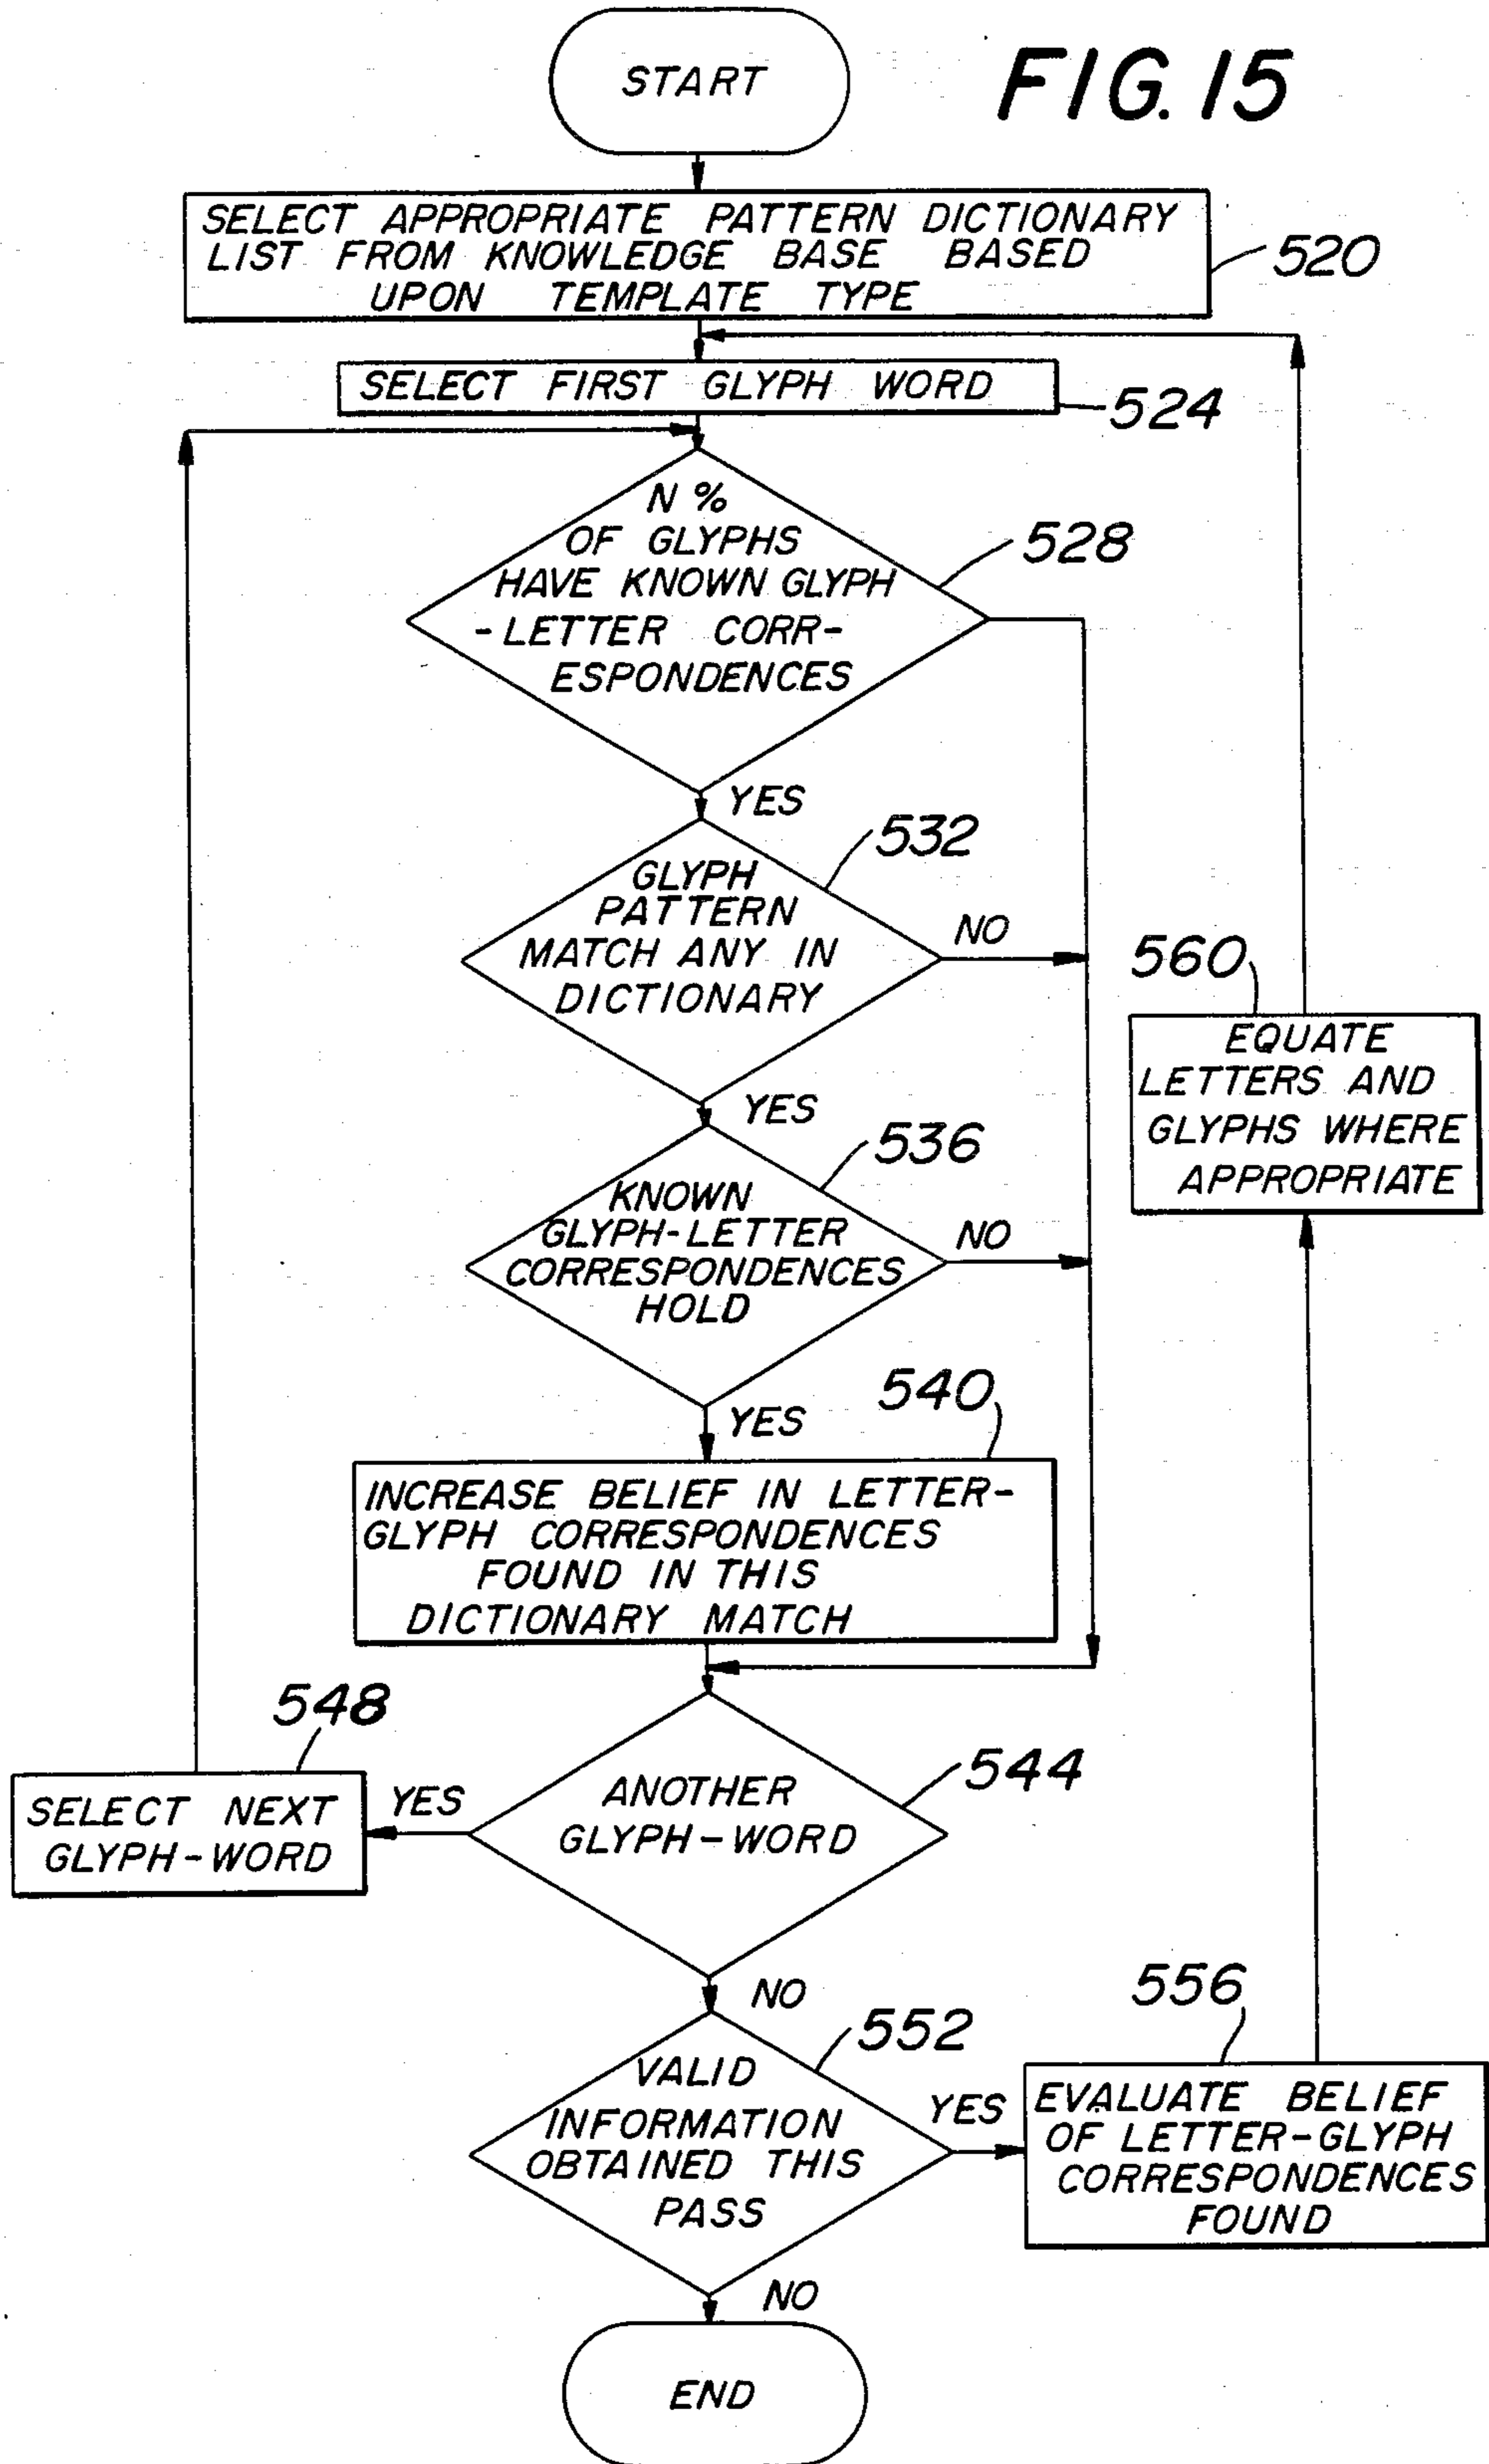 START
FIG. 15
SELECT APPROPRIATE PATTERN DICTIONARY
LIST FROM KNOWLEDGE BASE BASED
UPON TEMPLATE TYPE
520
SELECT FIRST GLYPH WORD
524
N %
OF GLYPHS
HAVE KNOWN GLYPH
-LETTER CORR-
ESPONDENCES
528
YES
532
GLYPH
PATTERN
MATCH ANY IN
DICTIONARY
NO
560
EQUATE
LETTERS AND
GLYPHS WHERE
APPROPRIATE
YES
536
KNOWN
GLYPH-LETTER
CORRESPONDENCES
HOLD
NO
YES
540
INCREASE BELIEF IN LETTER-
GLYPH CORRESPONDENCES
FOUND IN THIS
DICTIONARY MATCH
548
SELECT NEXT
GLYPH-WORD
YES
ANOTHER
GLYPH-WORD
544
NO
552
VALID
INFORMATION
OBTAINED THIS
PASS
YES
556
EVALUATE BELIEF
OF LETTER-GLYPH
CORRESPONDENCES
FOUND
NO
END